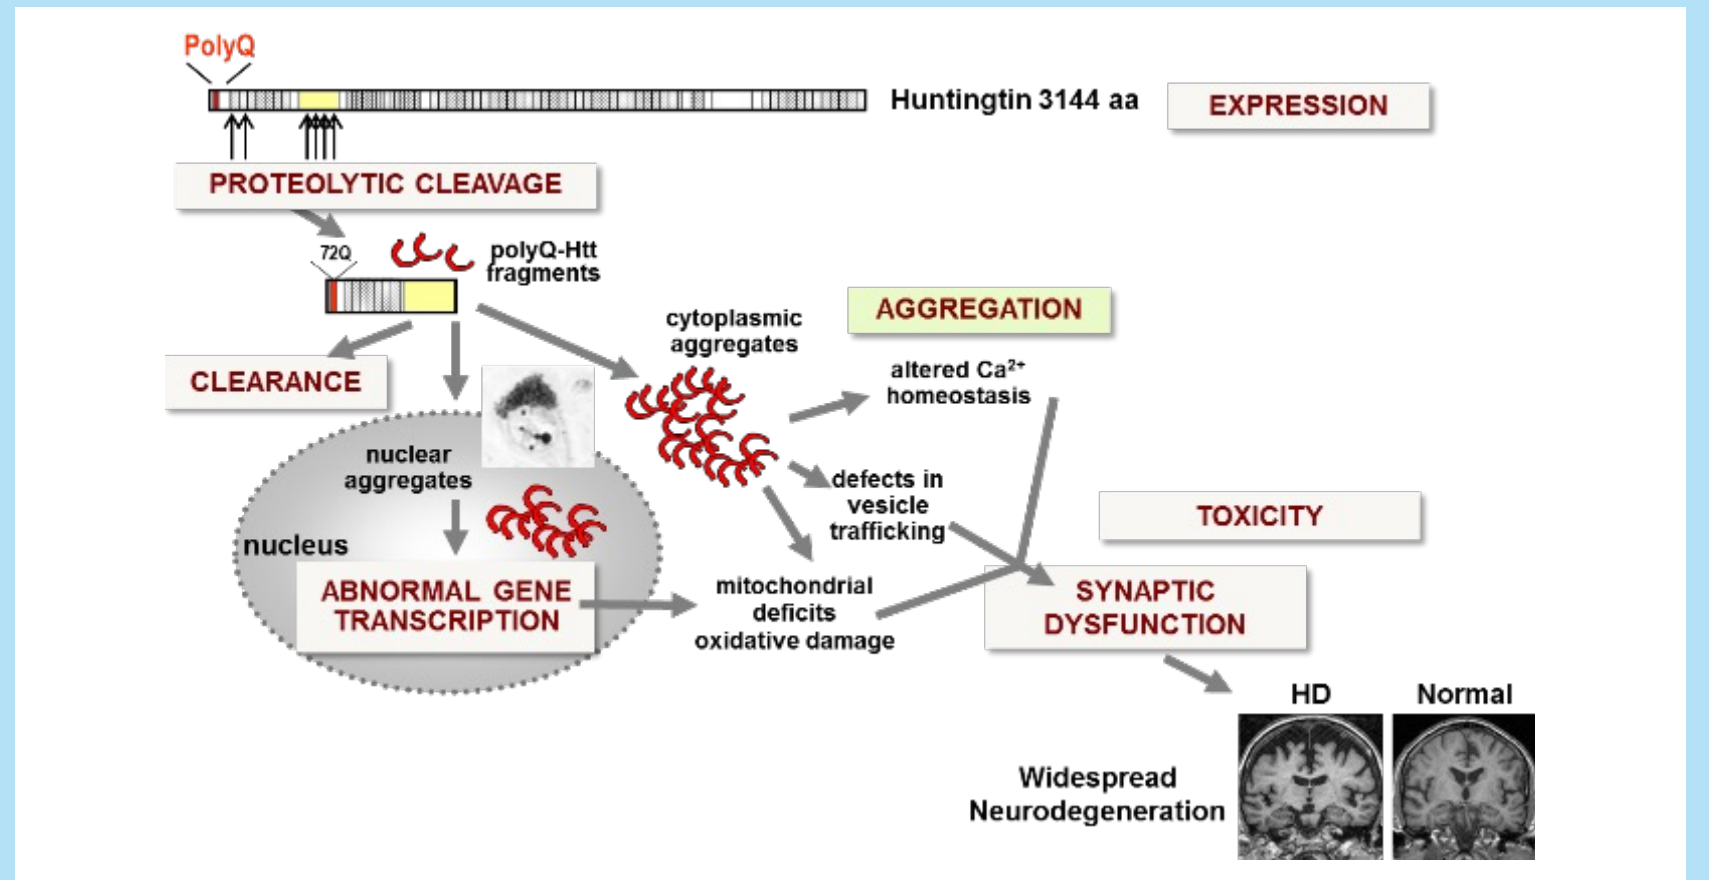 PolyQ
Huntingtin 3144 aa
EXPRESSION
PROTEOLYTIC CLEAVAGE
72Q
polyQ-Htt
fragments
AGGREGATION
cytoplasmic
aggregates
CLEARANCE
altered Ca²⁺
homeostasis
nuclear
aggregates
defects in
vesicle
trafficking
TOXICITY
nucleus
ABNORMAL GENE
TRANSCRIPTION
mitochondrial
deficits
oxidative damage
SYNAPTIC
DYSFUNCTION
HD
Normal
Widespread
Neurodegeneration